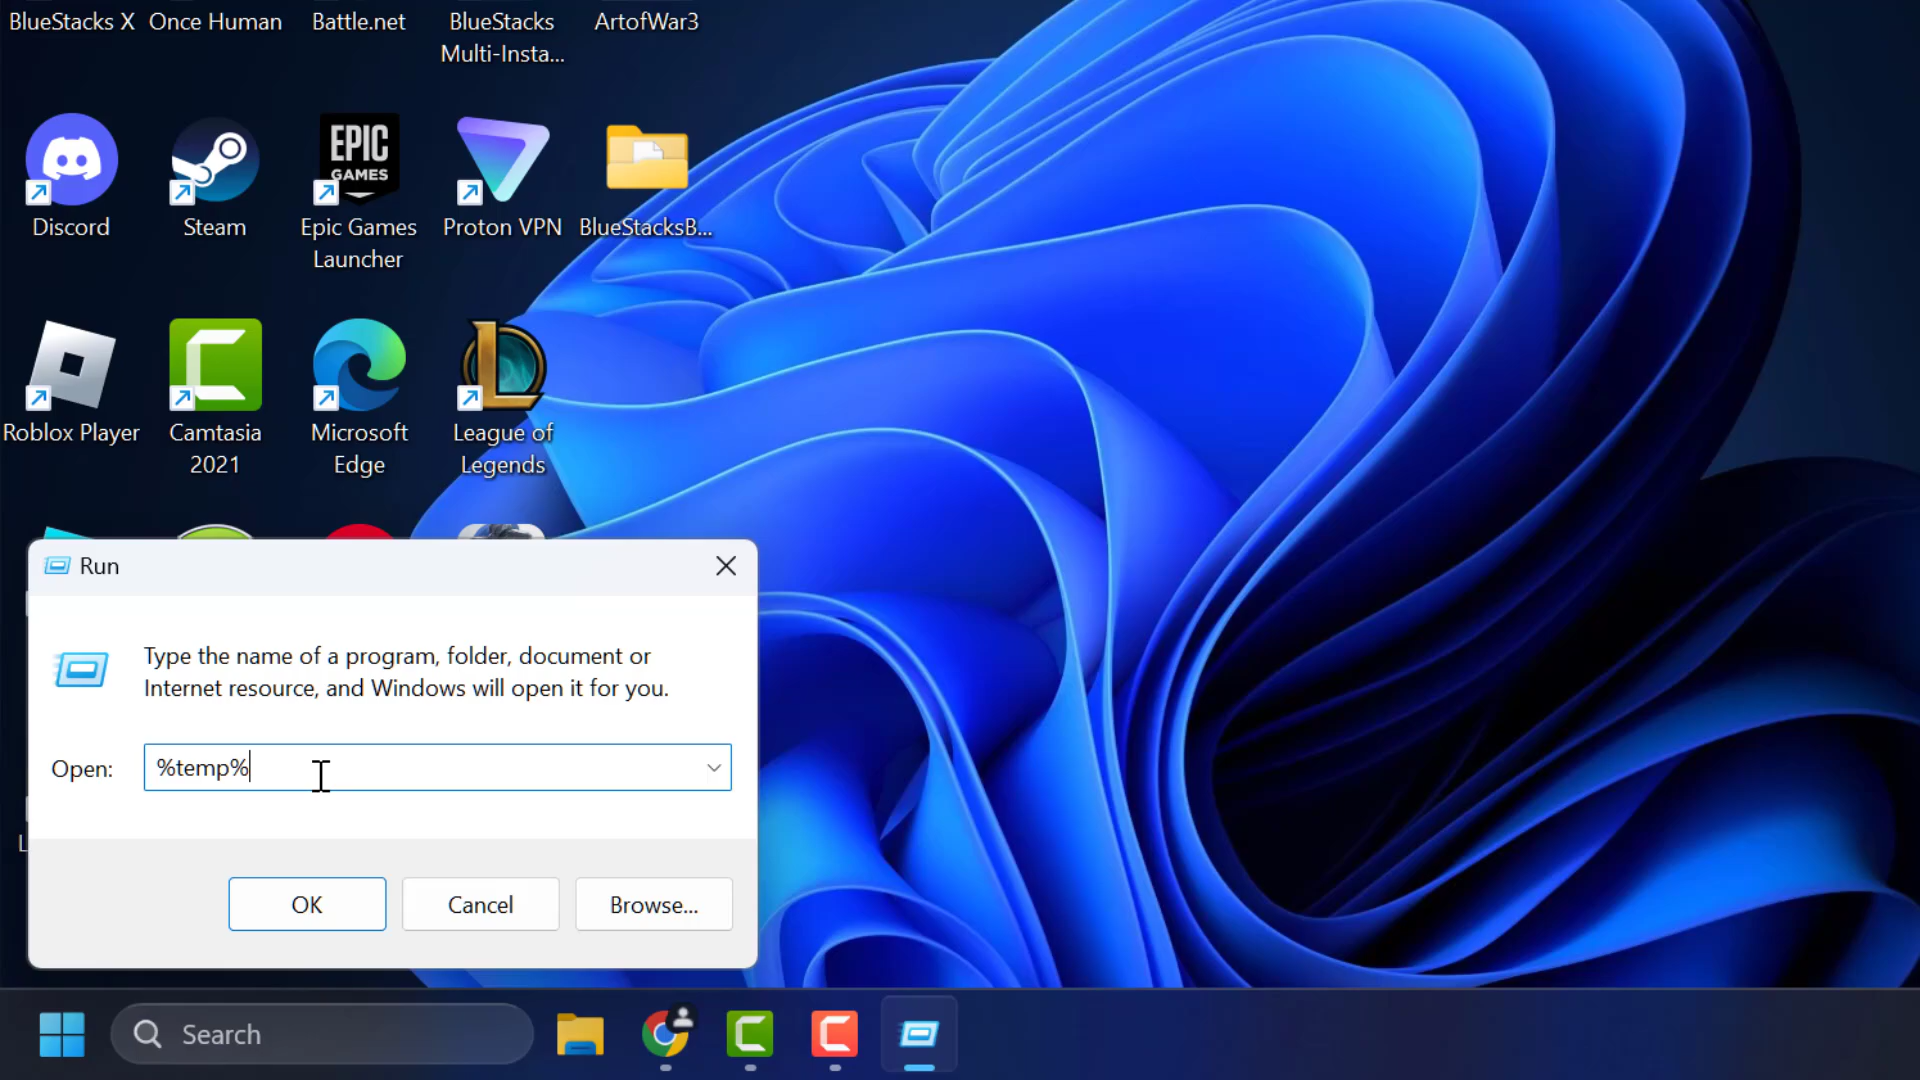 BlueStacks X
Once Human
Battle.net
BlueStacks
Multi-Insta...
ArtofWar3
EPIC
GAMES
Discord
Steam
Epic Games
Launcher
Proton VPN
BlueStacksB...
Roblox Player
Camtasia
2021
Microsoft
Edge
League of
Legends
Run
Type the name of a program, folder, document or
Internet resource, and Windows will open it for you.
Open:
%temp%
OK
Cancel
Browse...
Search